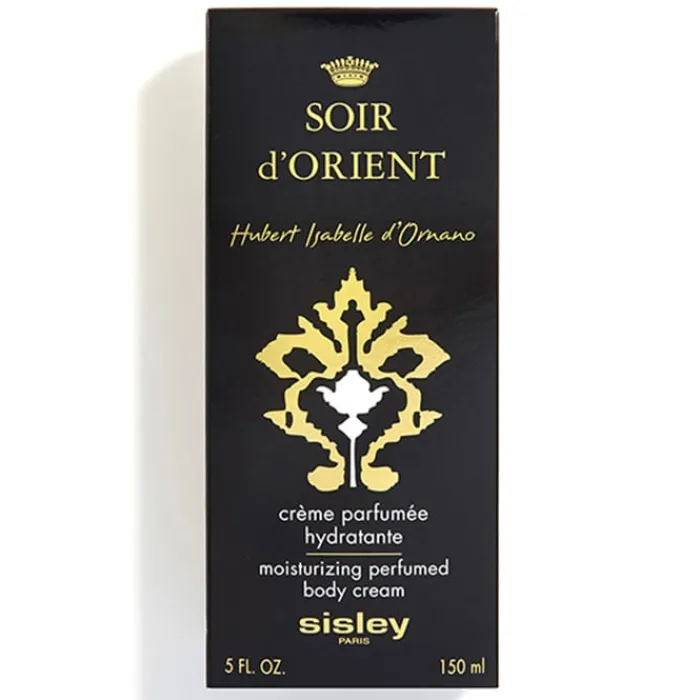 SOIR
d'ORIENT
Hubert Isabelle d'Ornano
crème parfumée
hydratante
moisturizing perfumed
body cream
sisley
PARIS
5 FL. OZ. 150 ml